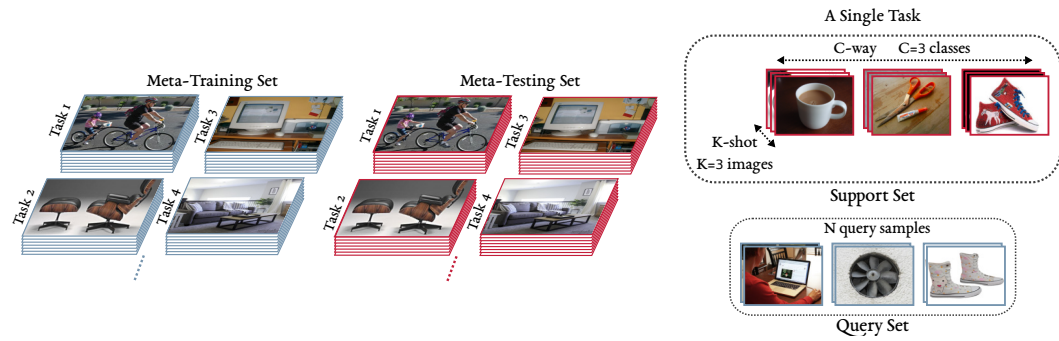 Meta-Training Set
Task 1
Task 3
Task 2
Task 4
Meta-Testing Set
Task 1
Task 3
Task 2
Task 4
A Single Task
C-way C=3 classes
K-shot
K=3 images
Support Set
N query samples
Query Set